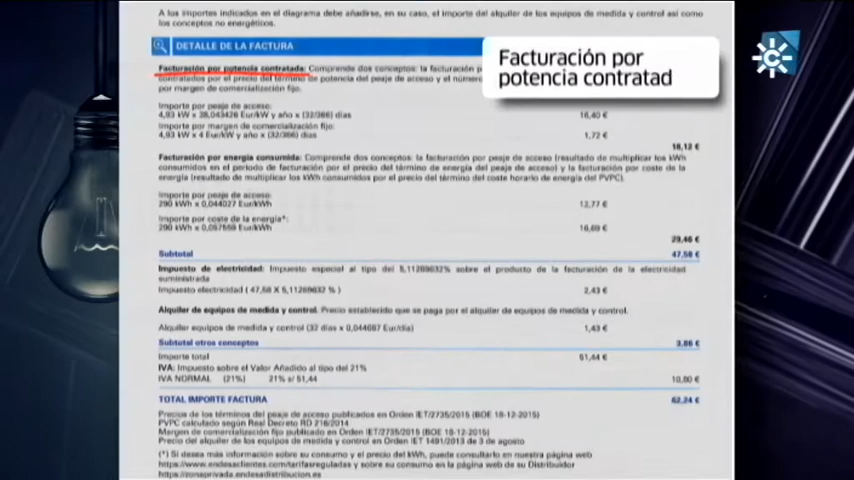 A los importes indicados en el diagrama debe añadirse, en su caso, el importe del alquiler de los equipos de medida y control así como
los conceptos no energéticos.
DETALLE DE LA FACTURA
Facturación por
potencia contratad
Facturación por potencia contratada: Comprende dos conceptos: la facturación
contratados por el precio del término de potencia del peaje de acceso y el número
por margen de comercialización fijo.
Importe por peaje de acceso:
4,93 kW x 38,043426 Eur/kW y año x (32/366) días 16,40 €
Importe por margen de comercialización fijo:
4,93 kW x 4 Eur/kW y año x (32/366) días 1,72 €
18,12 €
Facturación por energía consumida: Comprende dos conceptos: la facturación por peaje de acceso (resultado de multiplicar los kWh
consumidos en el periodo de facturación por el precio del término de energía del peaje de acceso) y la facturación por coste de la
energía (resultado de multiplicar los kWh consumidos por el precio del término del coste horario de energía del PVPC).
Importe por peaje de acceso:
290 kWh x 0,044027 Eur/kWh 12,77 €
Importe por coste de la energía*:
290 kWh x Eur/kWh 16,69 €
29,46 €
Subtotal 47,58 €
Impuesto de electricidad: Impuesto especial al tipo del 5,11269632% sobre el producto de la facturación de la electricidad
suministrada
Impuesto electricidad ( 47,58 X 5,11269632 % ) 2,43 €
Alquiler de equipos de medida y control: Precio establecido que se paga por el alquiler de equipos de medida y control.
Alquiler equipos de medida y control (32 días x 0,044687 Eur/día) 1,43 €
Subtotal otros conceptos 3,86 €
Importe total 51,44 €
IVA: Impuesto sobre el Valor Añadido al tipo del 21%
IVA NORMAL (21%) 21% s/ 51,44 10,80 €
TOTAL IMPORTE FACTURA 62,24 €
Precios de los términos del peaje de acceso publicados en Orden IET/2735/2015 (BOE 18-12-2015)
PVPC calculado según Real Decreto RD 216/2014
Margen de comercialización fijo publicado en Orden IET/2735/2015 (BOE 18-12-2015)
Precio del alquiler de los equipos de medida y control en Orden IET 1491/2013 de 3 de agosto
(*) Si desea más información sobre su consumo y el precio del kWh, puede consultarlo en nuestra página web
https://www.endesaclientes.com/tarifasreguladas y sobre su consumo en la página web de su Distribuidor
https://zonaprivada.endesadistribucion.es